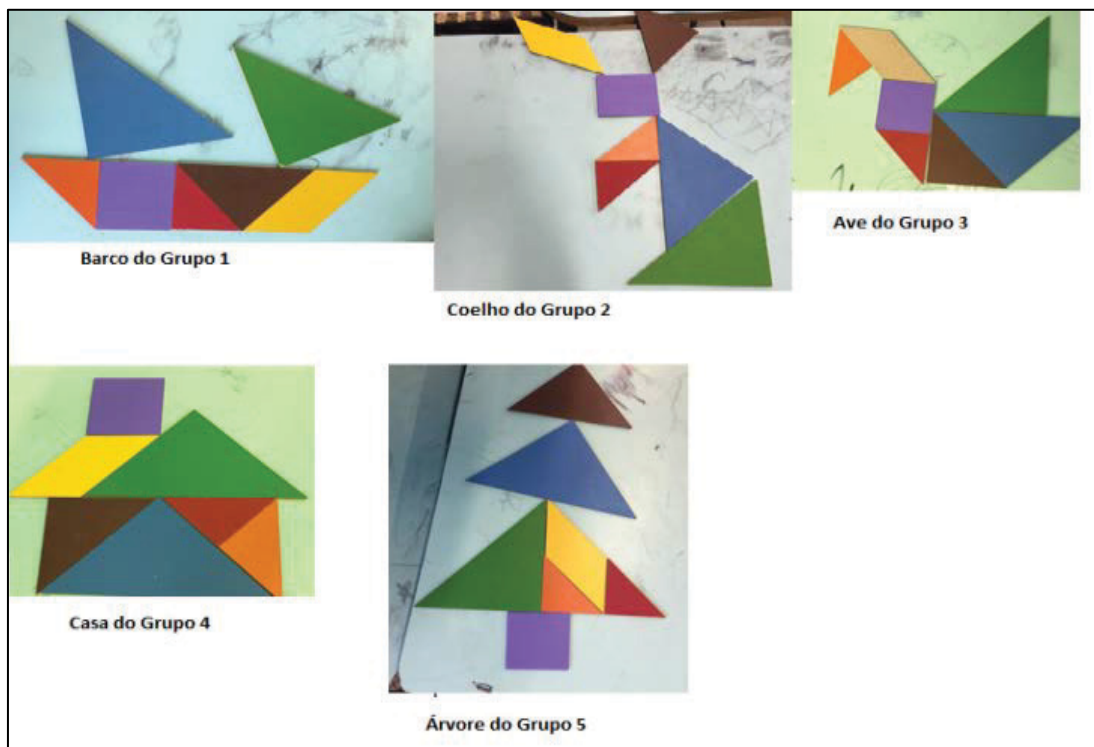 Barco do Grupo 1
Coelho do Grupo 2
Ave do Grupo 3
Casa do Grupo 4
Árvore do Grupo 5